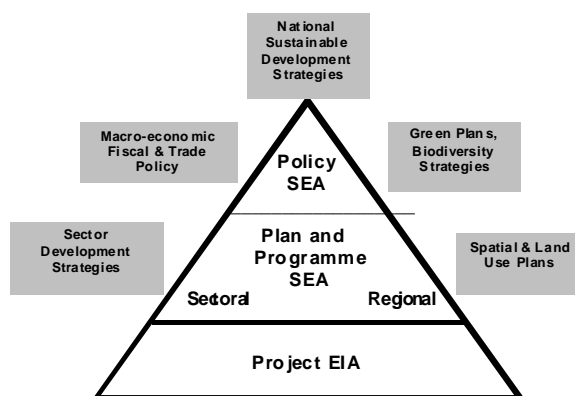 National
Sustainable
Development
Strategies
Macro-economic
Fiscal & Trade
Policy
Green Plans,
Biodiversity
Strategies
Policy
SEA
Sector
Development
Strategies
Plan and
Programme
SEA
Spatial & Land
Use Plans
Sectoral
Regional
Project EIA